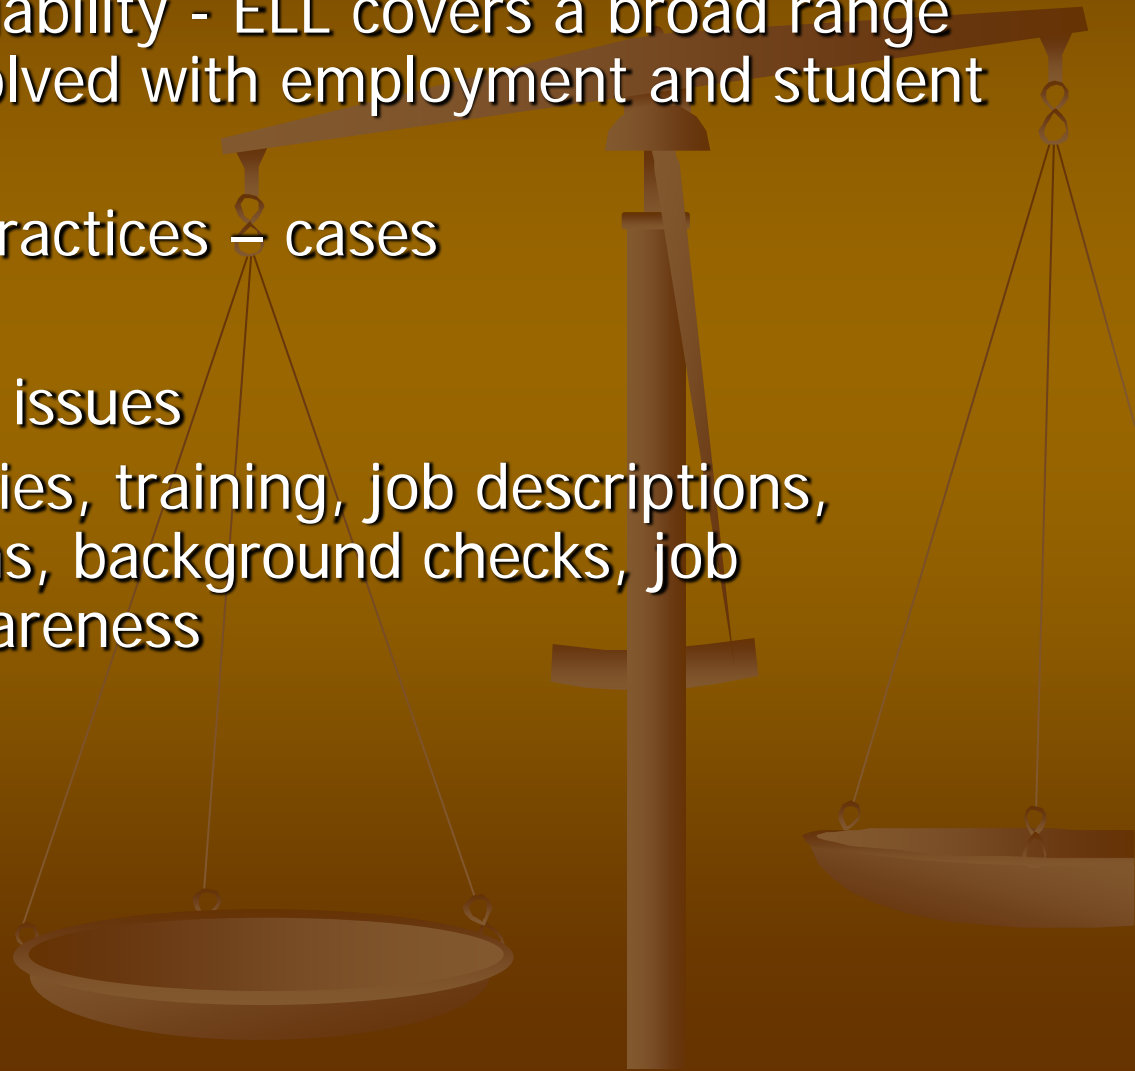 ability - ELL covers a broad range
olved with employment and student
ractices – cases
issues
ies, training, job descriptions,
ns, background checks, job
areness